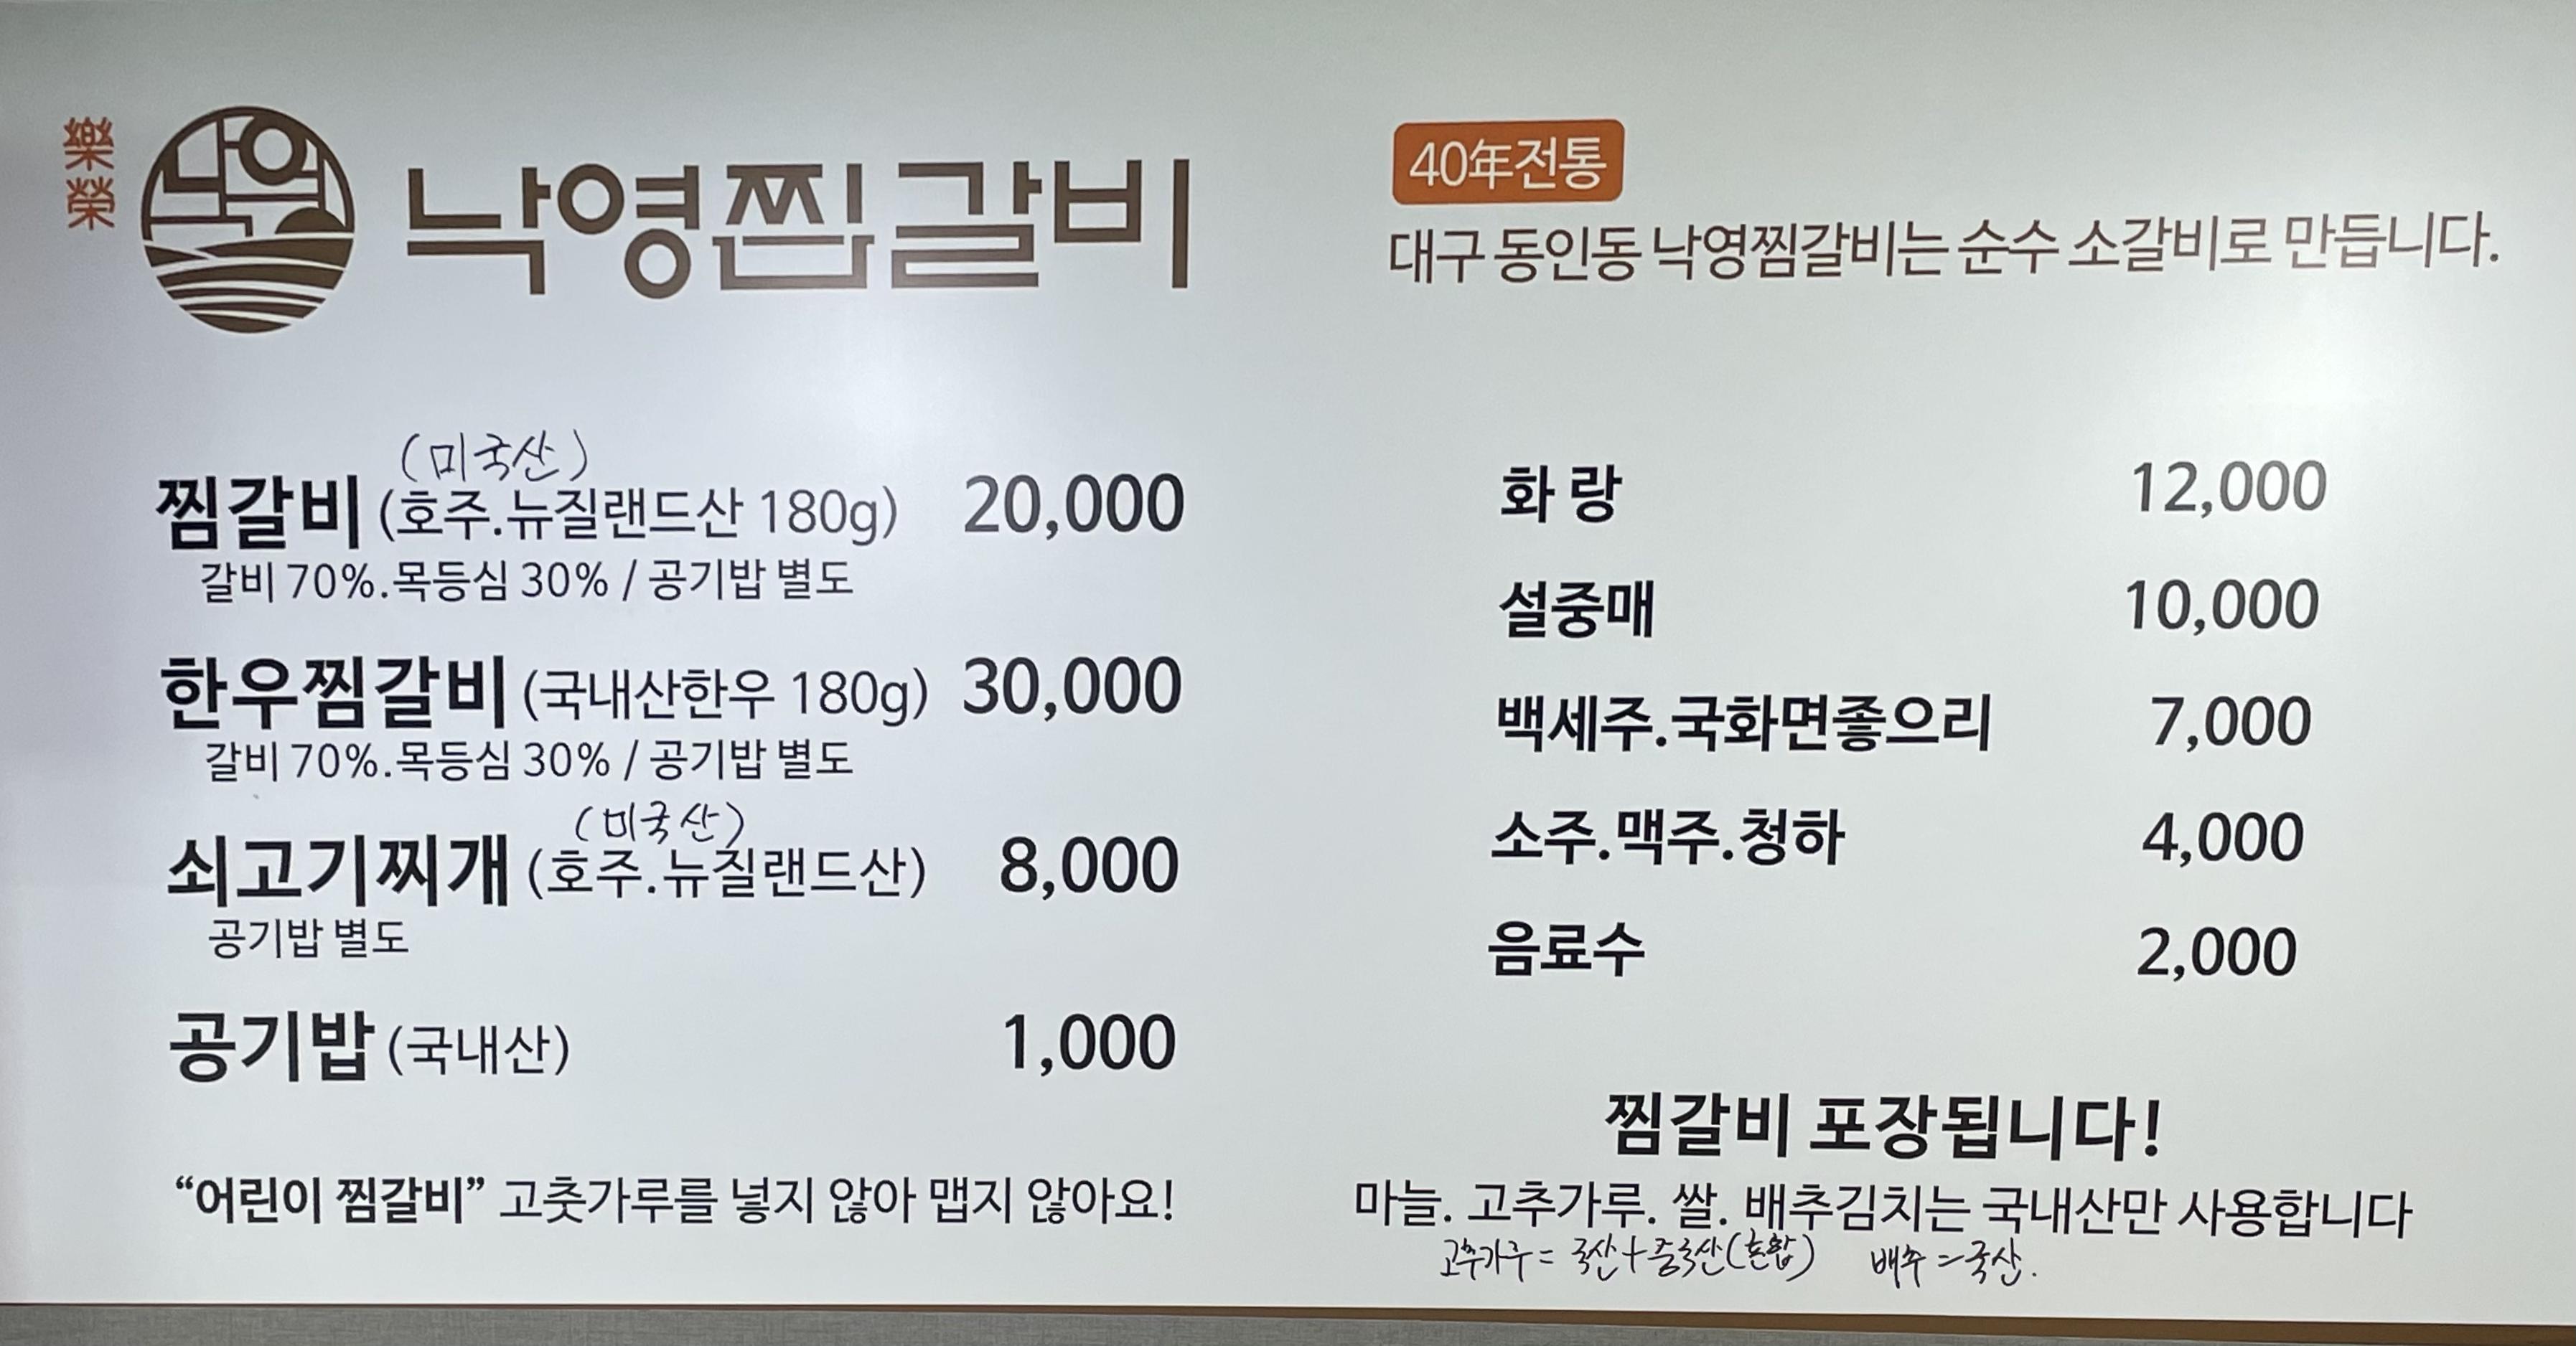 樂榮
낙영
낙영찜갈비
(미국산)
찜갈비 (호주.뉴질랜드산 180g) 20,000
갈비 70%.목등심 30% / 공기밥 별도
한우찜갈비 (국내산한우 180g) 30,000
갈비 70%.목등심 30% / 공기밥 별도
(미국산)
쇠고기찌개 (호주.뉴질랜드산) 8,000
공기밥 별도
공기밥 (국내산) 1,000
“어린이 찜갈비” 고춧가루를 넣지 않아 맵지 않아요!
40年전통
대구 동인동 낙영찜갈비는 순수 소갈비로 만듭니다.
화 랑 12,000
설중매 10,000
백세주.국화면좋으리 7,000
소주.맥주.청하 4,000
음료수 2,000
찜갈비 포장됩니다!
마늘. 고추가루. 쌀. 배추김치는 국내산만 사용합니다
고추가루= 국산+중국산(혼합) 배추=국산.